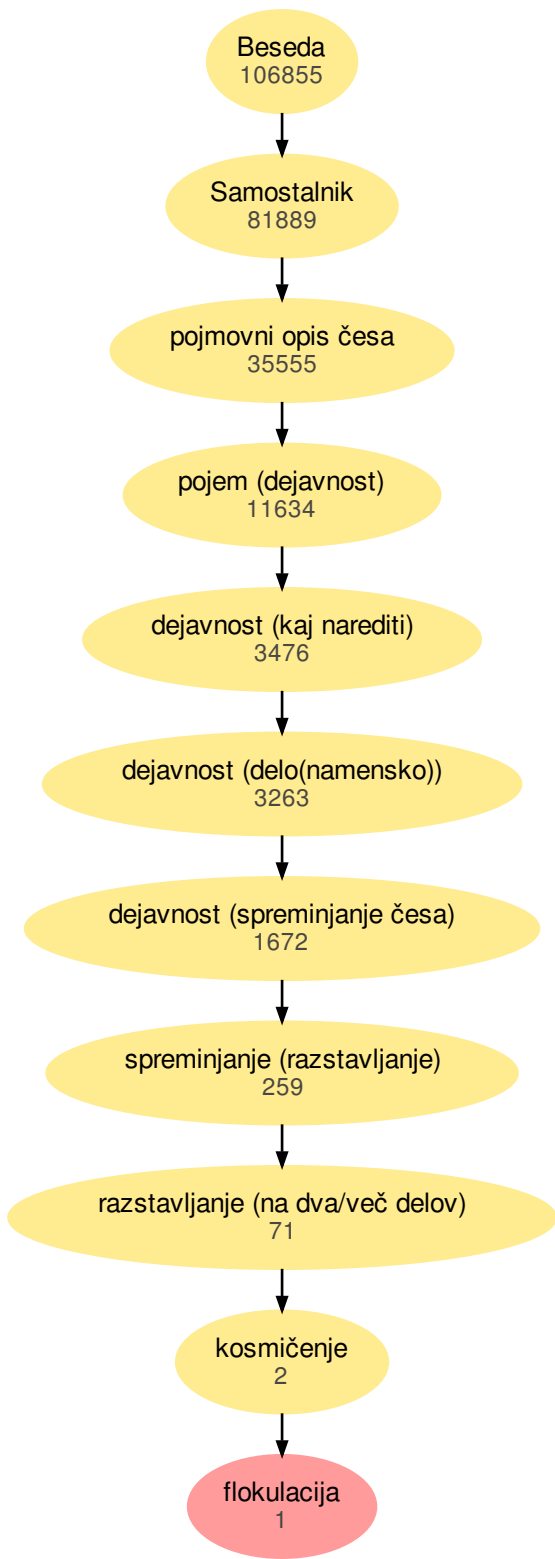 Beseda
106855
Samostalnik
81889
pojmovni opis česa
35555
pojem (dejavnost)
11634
dejavnost (kaj narediti)
3476
dejavnost (delo(namensko))
3263
dejavnost (spreminjanje česa)
1672
spreminjanje (razstavljanje)
259
razstavljanje (na dva/več delov)
71
kosmičenje
2
flokulacija
1